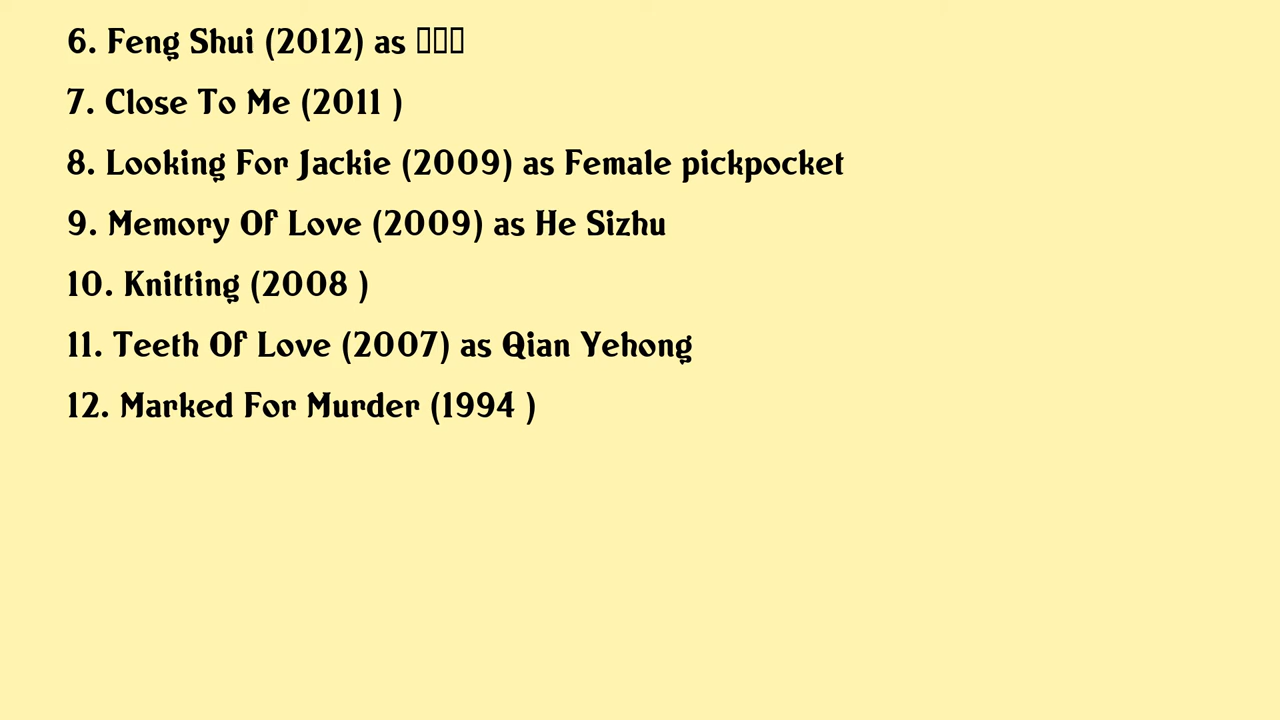 6. Feng Shui (2012) as
7. Close To Me (2011 )
8. Looking For Jackie (2009) as Female pickpocket
9. Memory Of Love (2009) as He Sizhu
10. Knitting (2008 )
11. Teeth Of Love (2007) as Qian Yehong
12. Marked For Murder (1994 )